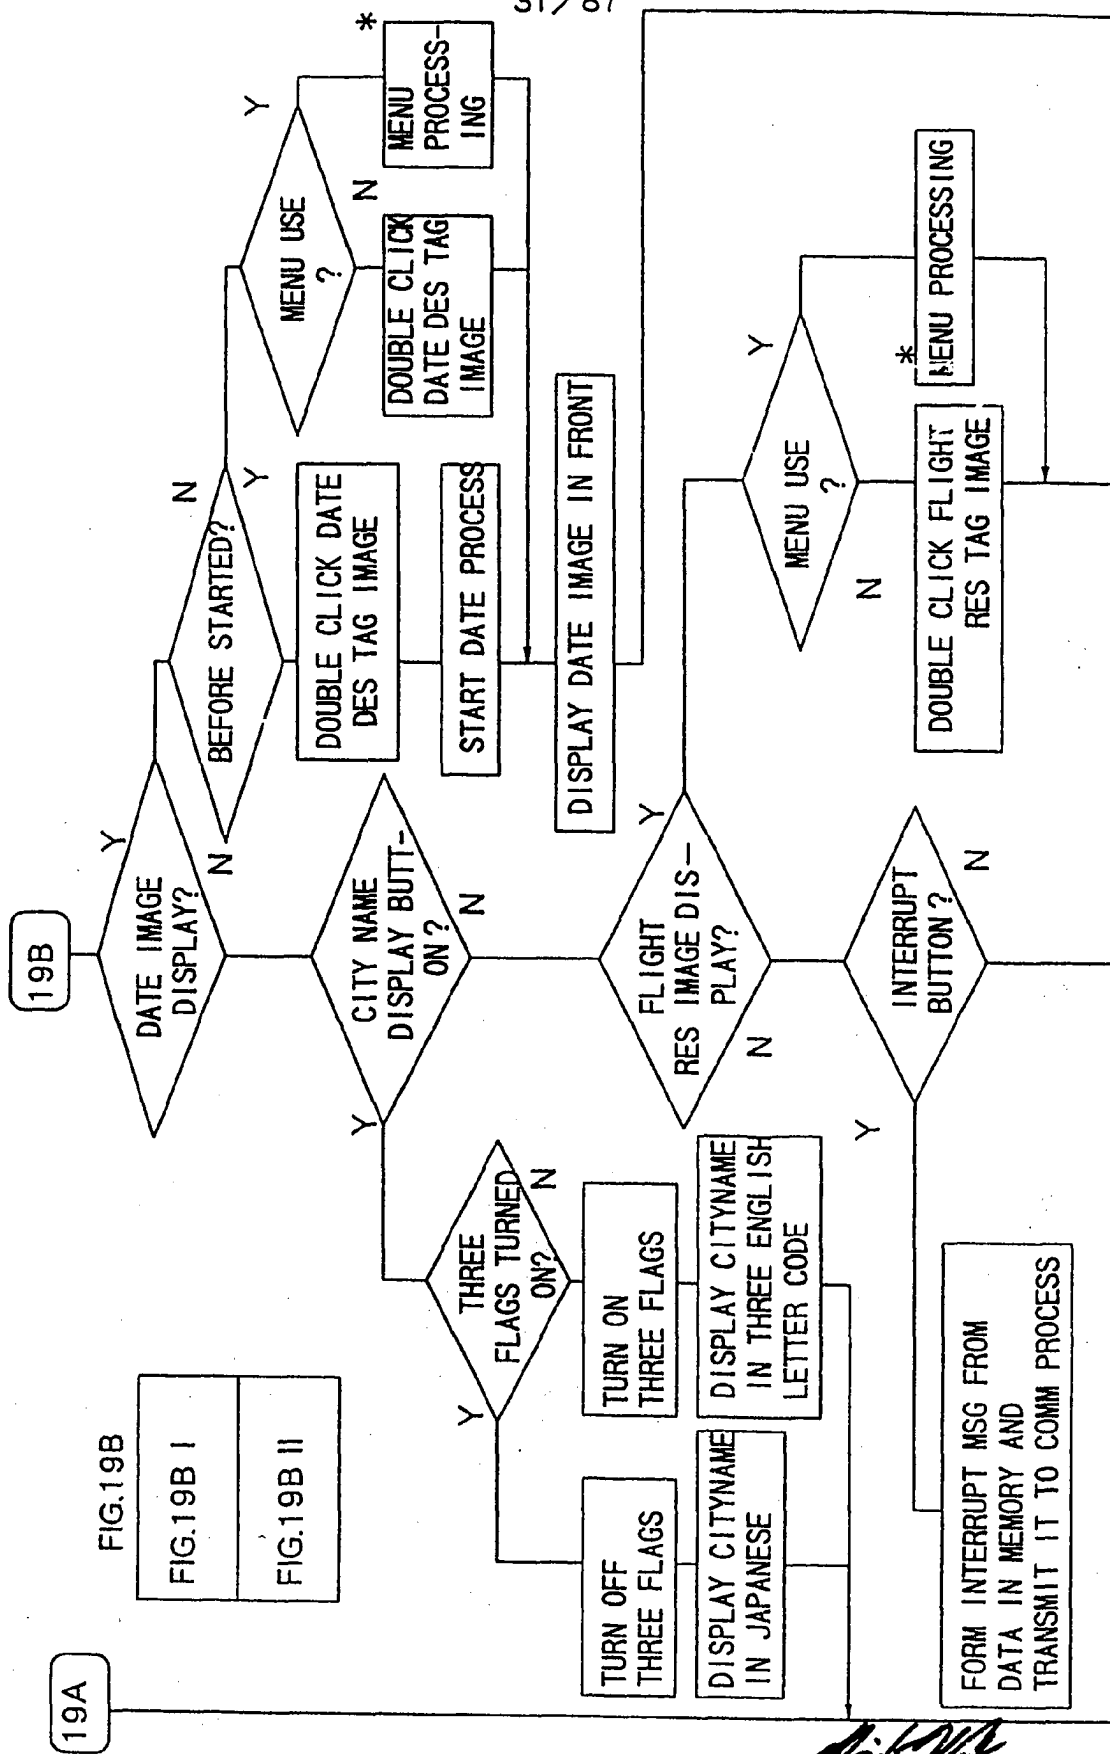 31/67
FIG.19B
FIG.19B I
FIG.19B II
19A
19B
DATE IMAGE
DISPLAY?
Y
N
BEFORE STARTED?
N
Y
MENU USE
?
Y
N
*
MENU
PROCESS-
ING
DOUBLE CLICK
DATE DES TAG
IMAGE
DOUBLE CLICK DATE
DES TAG IMAGE
START DATE PROCESS
DISPLAY DATE IMAGE IN FRONT
CITY NAME
DISPLAY BUTT-
ON?
Y
N
THREE
FLAGS TURNED
ON?
Y
N
TURN OFF
THREE FLAGS
TURN ON
THREE FLAGS
DISPLAY CITYNAME
IN JAPANESE
DISPLAY CITYNAME
IN THREE ENGLISH
LETTER CODE
FLIGHT
RES IMAGE DIS-
PLAY?
Y
N
MENU USE
?
Y
N
*
MENU PROCESSING
DOUBLE CLICK FLIGHT
RES TAG IMAGE
INTERRUPT
BUTTON?
Y
N
FORM INTERRUPT MSG FROM
DATA IN MEMORY AND
TRANSMIT IT TO COMM PROCESS